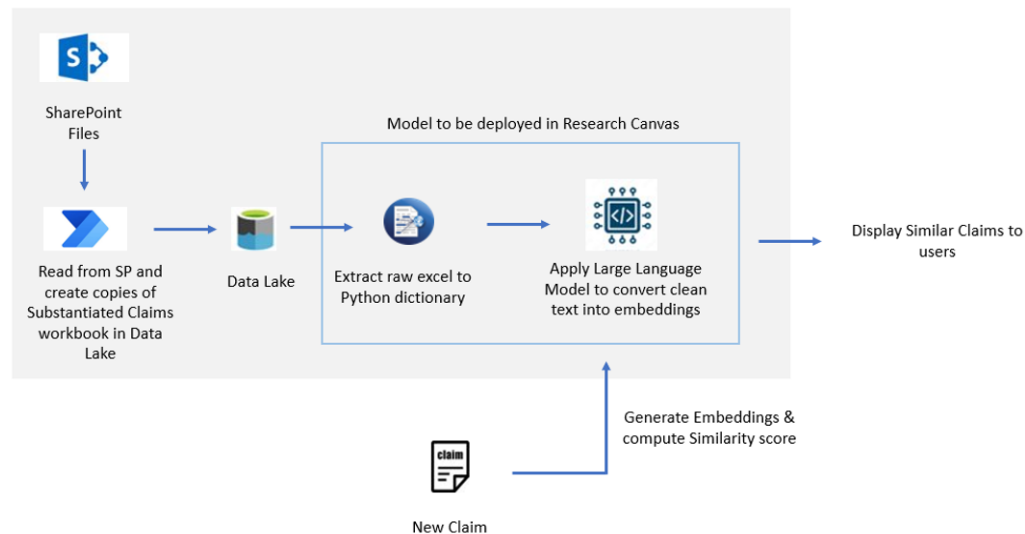 S
SharePoint
Files
Model to be deployed in Research Canvas
Read from SP and
create copies of
Substantiated Claims
workbook in Data
Lake
Data Lake
Extract raw excel to
Python dictionary
</>
Apply Large Language
Model to convert clean
text into embeddings
Display Similar Claims to
users
Generate Embeddings &
compute Similarity score
claim
New Claim